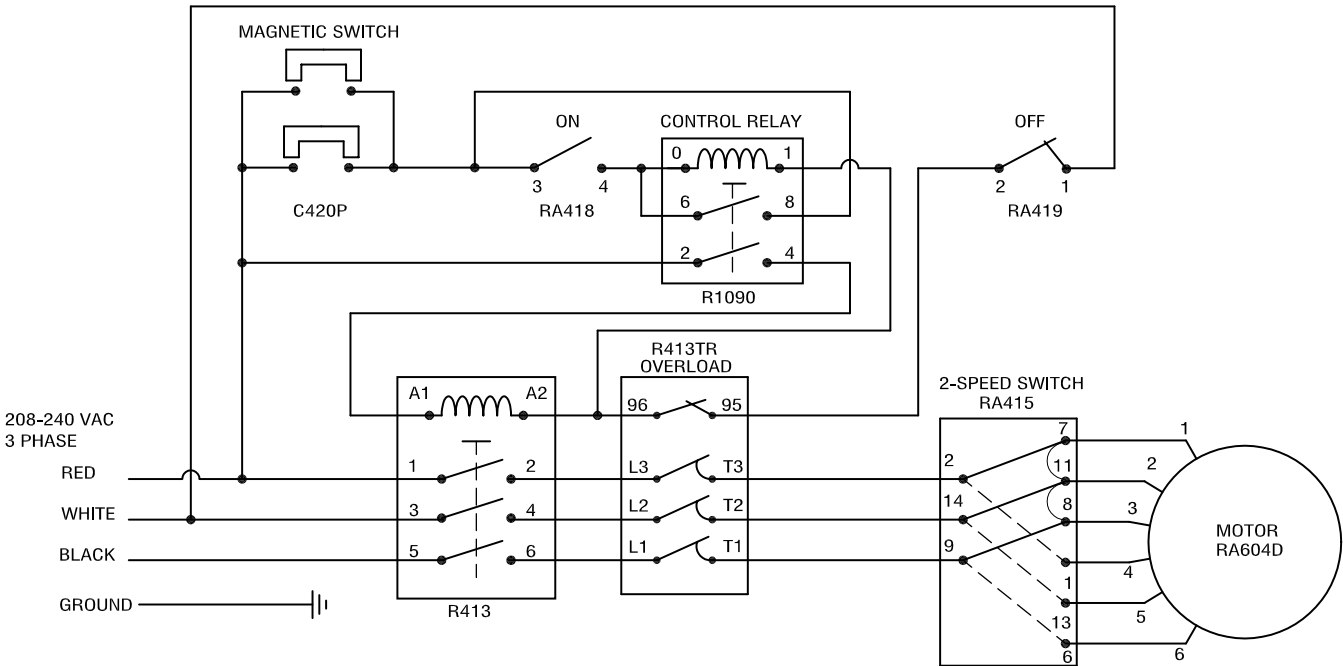 MAGNETIC SWITCH
ON
CONTROL RELAY
OFF
0
1
3
4
2
1
C420P
RA418
6
8
RA419
2
4
R1090
R413TR
OVERLOAD
2-SPEED SWITCH
RA415
A1
A2
96
95
208-240 VAC
3 PHASE
7
1
RED
1
2
L3
T3
2
11
2
WHITE
3
4
L2
T2
14
8
3
MOTOR
RA604D
BLACK
5
6
L1
T1
9
4
1
GROUND
R413
5
13
6
6